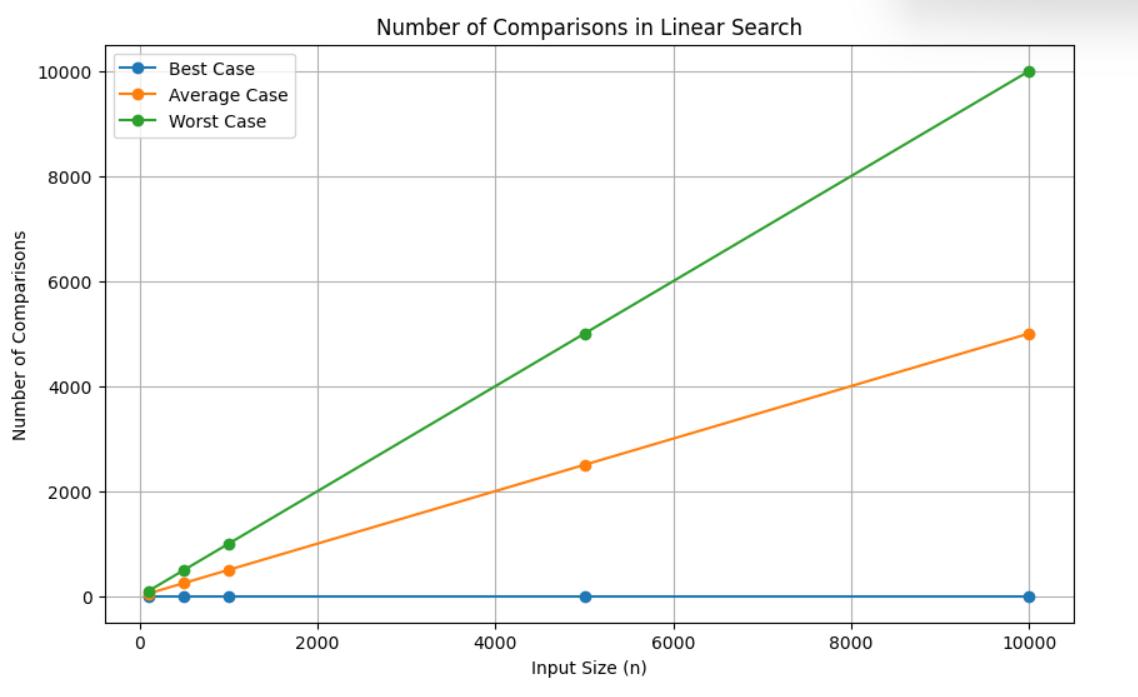 Number of Comparisons in Linear Search
Best Case
Average Case
Worst Case
Number of Comparisons
10000
8000
6000
4000
2000
0
0 2000 4000 6000 8000 10000
Input Size (n)